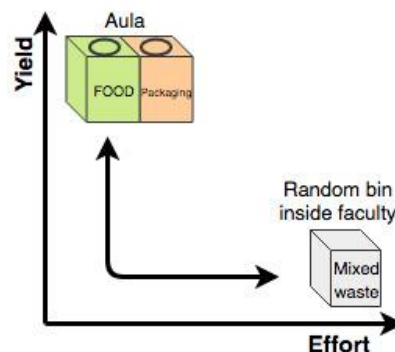 Aula
Yield
FOOD
Packaging
Random bin
inside faculty
Mixed
waste
Effort